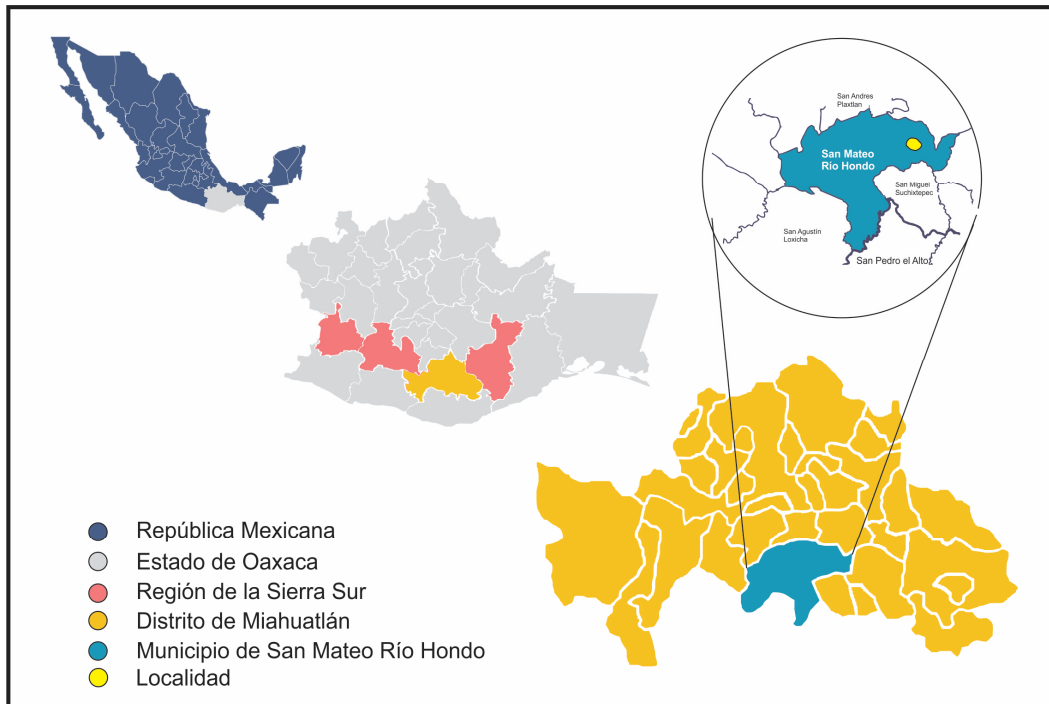 San Andres
Plaxtlan
San Mateo
Río Hondo
San Miguel
Suchixtepec
San Agustín
Loxicha
San Pedro el Alto
República Mexicana
Estado de Oaxaca
Región de la Sierra Sur
Distrito de Miahuatlán
Municipio de San Mateo Río Hondo
Localidad